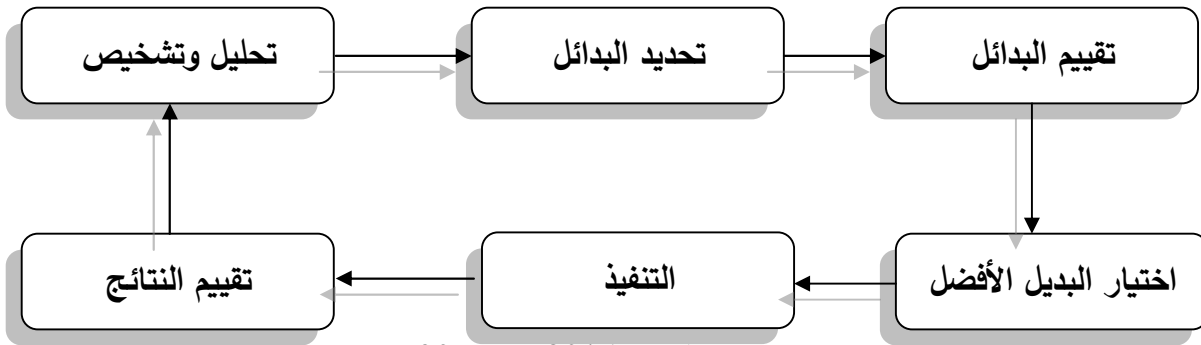 تحليل وتشخيص
تحديد البدائل
تقييم البدائل
اختيار البديل الأفضل
التنفيذ
تقييم النتائج